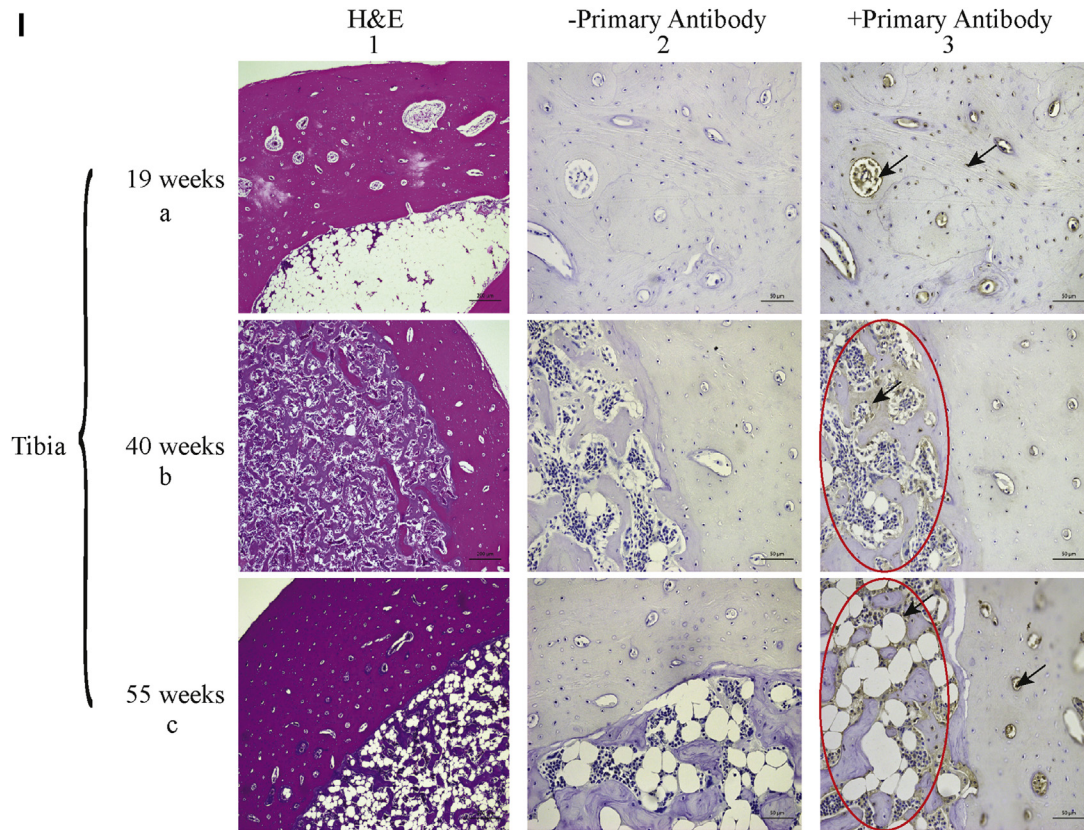 I
H&E
1
-Primary Antibody
2
+Primary Antibody
3
Tibia
19 weeks
a
40 weeks
b
55 weeks
c